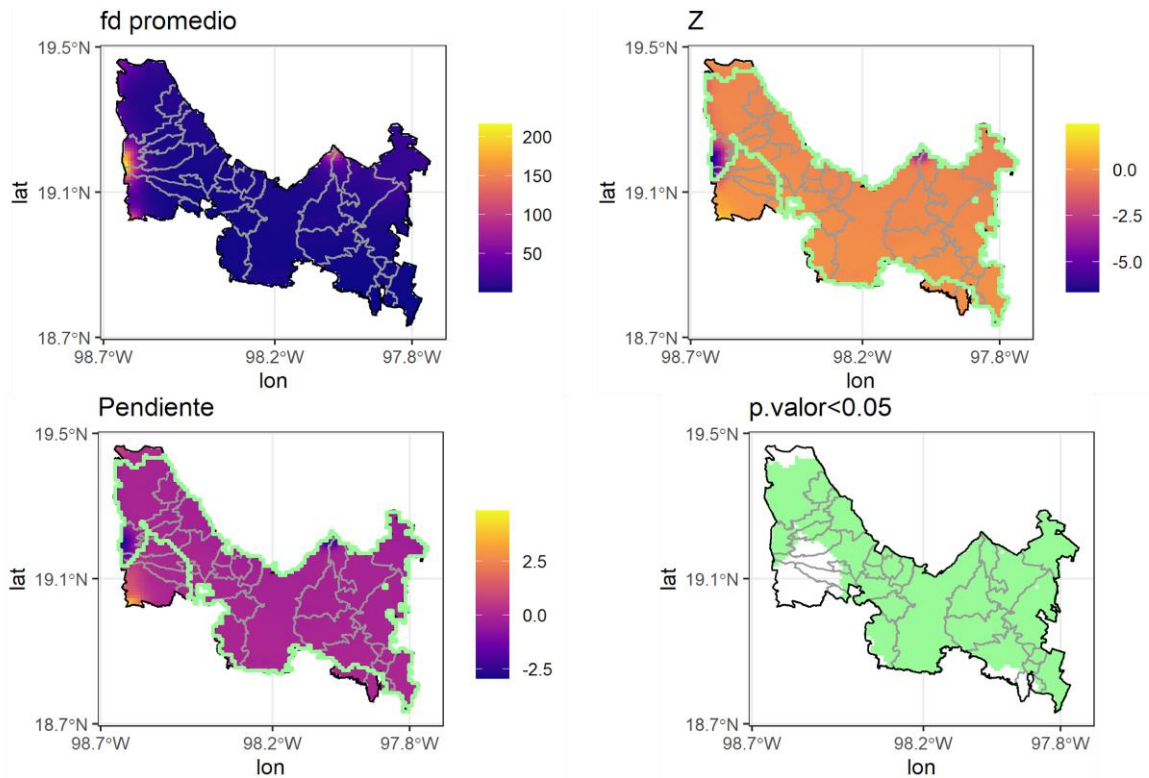 fd promedio
19.5°N
19.1°N
18.7°N
lat
98.7°W
98.2°W
97.8°W
lon
200
150
100
50
Z
19.5°N
19.1°N
18.7°N
lat
98.7°W
98.2°W
97.8°W
lon
0.0
-2.5
-5.0
Pendiente
19.5°N
19.1°N
18.7°N
lat
98.7°W
98.2°W
97.8°W
lon
2.5
0.0
-2.5
p.valor<0.05
19.5°N
19.1°N
18.7°N
lat
98.7°W
98.2°W
97.8°W
lon